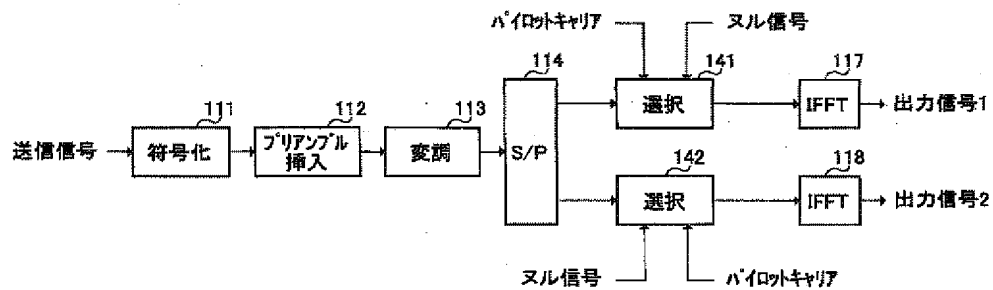 パイロットキャリア
ヌル信号
114
141
117
選択
IFFT
出力信号1
111
112
113
送信信号
符号化
プリアンブル
挿入
変調
S/P
142
118
選択
IFFT
出力信号2
ヌル信号
パイロットキャリア